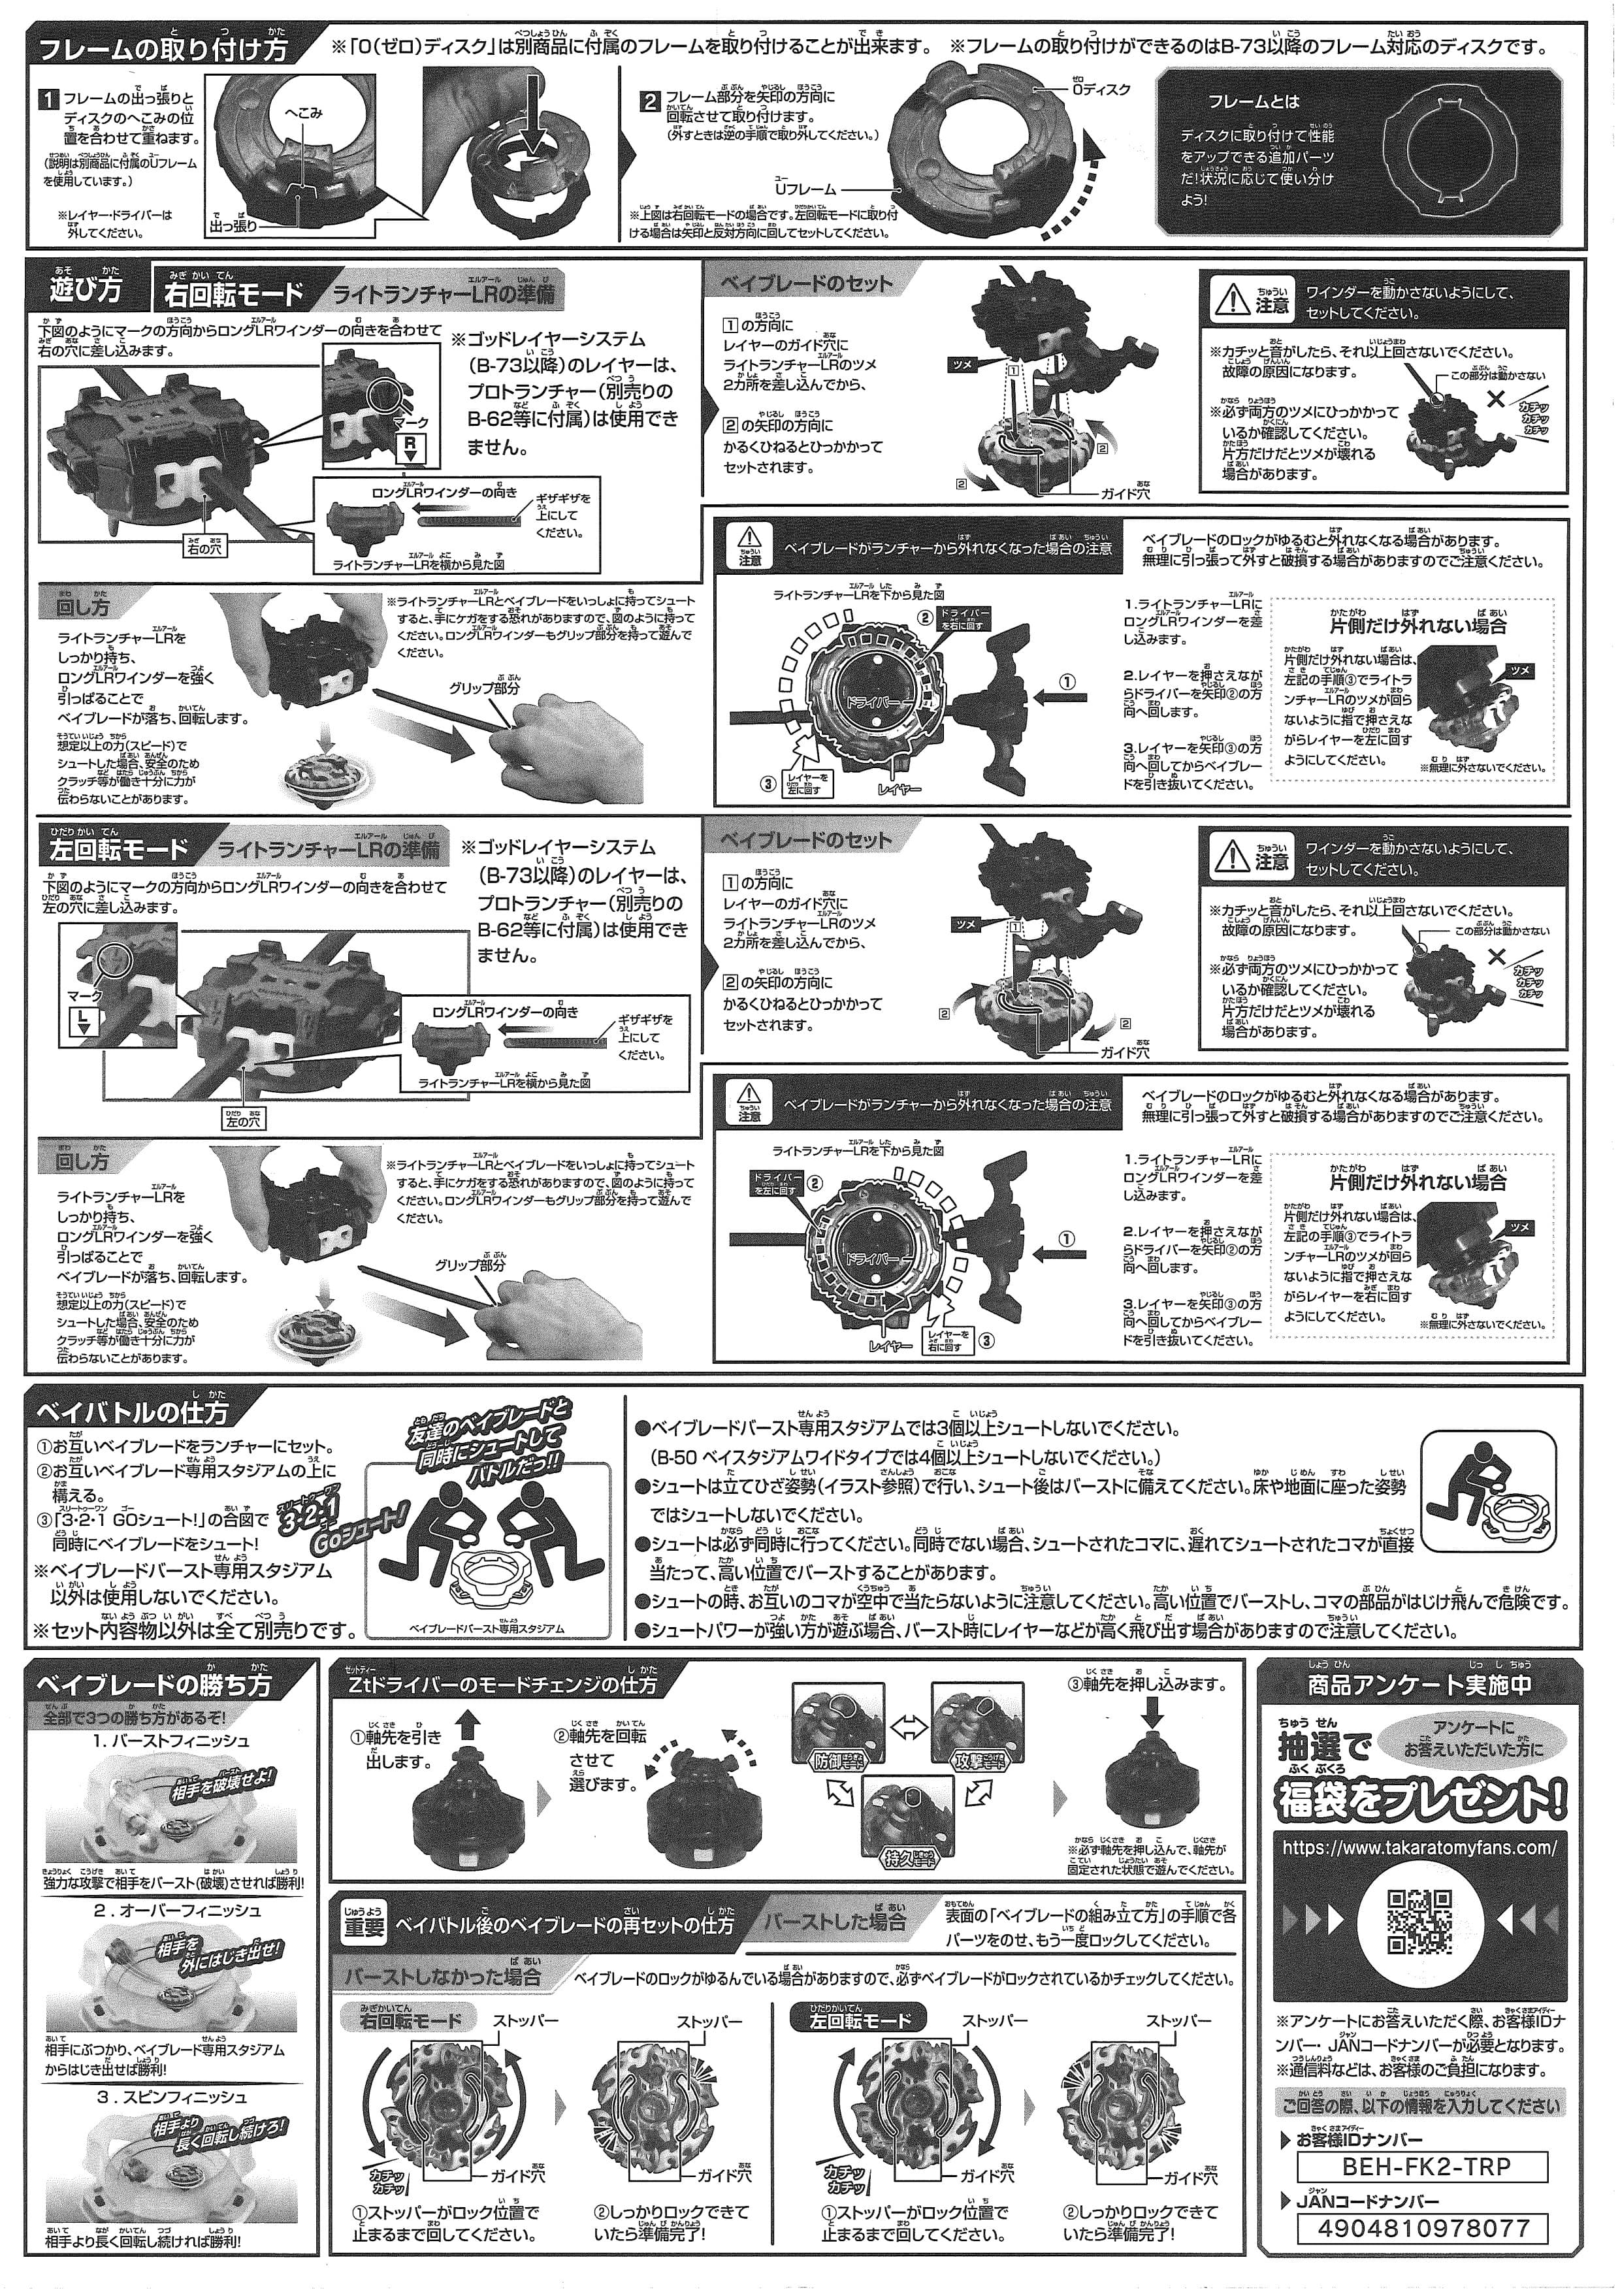 フレームの取り付け方
※「0(ゼロ)ディスク」は別商品に付属のフレームを取り付けることが出来ます。 ※フレームの取り付けができるのはB-73以降のフレーム対応のディスクです。
1 フレームの出っ張りと
ディスクのへこみの位
置を合わせて重ねます。
(説明は別商品に付属のUフレーム
を使用しています。)
※レイヤー・ドライバーは
外してください。
へこみ
出っ張り
2 フレーム部分を矢印の方向に
回転させて取り付けます。
(外すときは逆の手順で取り外してください。)
0ディスク
Uフレーム
※上図は右回転モードの場合です。左回転モードに取り付
ける場合は矢印と反対方向に回してセットしてください。
フレームとは
ディスクに取り付けて性能
をアップできる追加パーツ
だ!状況に応じて使い分け
よう!
遊び方
右回転モード
ライトランチャーLRの準備
下図のようにマークの方向からロングLRワインダーの向きを合わせて
右の穴に差し込みます。
マーク
R
右の穴
※ゴッドレイヤーシステム
(B-73以降)のレイヤーは、
プロトランチャー(別売りの
B-62等に付属)は使用でき
ません。
ロングLRワインダーの向き
ギザギザを
上にして
ください。
ライトランチャーLRを横から見た図
回し方
ライトランチャーLRを
しっかり持ち、
ロングLRワインダーを強く
引っぱることで
ベイブレードが落ち、回転します。
想定以上の力(スピード)で
シュートした場合、安全のため
クラッチ等が働き十分に力が
伝わらないことがあります。
※ライトランチャーLRとベイブレードをいっしょに持ってシュート
すると、手にケガをする恐れがありますので、図のように持って
ください。ロングLRワインダーもグリップ部分を持って遊んで
ください。
グリップ部分
ベイブレードのセット
1の方向に
レイヤーのガイド穴に
ライトランチャーLRのツメ
2カ所を差し込んでから、
2の矢印の方向に
かるくひねるとひっかかって
セットされます。
ツメ
1
2
2
ガイド穴
注意
ワインダーを動かさないようにして、
セットしてください。
※カチッと音がしたら、それ以上回さないでください。
故障の原因になります。
この部分は動かさない
※必ず両方のツメにひっかかって
いるか確認してください。
片方だけだとツメが壊れる
場合があります。
カチッ
カチッ
カチッ
注意
ベイブレードがランチャーから外れなくなった場合の注意
ベイブレードのロックがゆるむと外れなくなる場合があります。
無理に引っ張って外すと破損する場合がありますのでご注意ください。
ライトランチャーLRを下から見た図
②
ドライバー
を右に回す
ドライバー
①
③
レイヤーを
左に回す
レイヤー
1.ライトランチャーLRに
ロングLRワインダーを差
し込みます。
2.レイヤーを押さえなが
らドライバーを矢印②の方
向へ回します。
3.レイヤーを矢印③の方
向へ回してからベイブレー
ドを引き抜いてください。
片側だけ外れない場合
片側だけ外れない場合は、
左記の手順③でライトラ
ンチャーLRのツメが回ら
ないように指で押さえな
がらレイヤーを左に回す
ようにしてください。
ツメ
※無理に外さないでください。
左回転モード
ライトランチャーLRの準備
下図のようにマークの方向からロングLRワインダーの向きを合わせて
左の穴に差し込みます。
マーク
L
左の穴
※ゴッドレイヤーシステム
(B-73以降)のレイヤーは、
プロトランチャー(別売りの
B-62等に付属)は使用でき
ません。
ロングLRワインダーの向き
ギザギザを
上にして
ください。
ライトランチャーLRを横から見た図
回し方
ライトランチャーLRを
しっかり持ち、
ロングLRワインダーを強く
引っぱることで
ベイブレードが落ち、回転します。
想定以上の力(スピード)で
シュートした場合、安全のため
クラッチ等が働き十分に力が
伝わらないことがあります。
※ライトランチャーLRとベイブレードをいっしょに持ってシュート
すると、手にケガをする恐れがありますので、図のように持って
ください。ロングLRワインダーもグリップ部分を持って遊んで
ください。
グリップ部分
ベイブレードのセット
1の方向に
レイヤーのガイド穴に
ライトランチャーLRのツメ
2カ所を差し込んでから、
2の矢印の方向に
かるくひねるとひっかかって
セットされます。
ツメ
1
2
2
ガイド穴
注意
ワインダーを動かさないようにして、
セットしてください。
※カチッと音がしたら、それ以上回さないでください。
故障の原因になります。
この部分は動かさない
※必ず両方のツメにひっかかって
いるか確認してください。
片方だけだとツメが壊れる
場合があります。
カチッ
カチッ
カチッ
注意
ベイブレードがランチャーから外れなくなった場合の注意
ベイブレードのロックがゆるむと外れなくなる場合があります。
無理に引っ張って外すと破損する場合がありますのでご注意ください。
ライトランチャーLRを下から見た図
ドライバー
を左に回す
②
ドライバー
①
レイヤー
レイヤーを
右に回す
③
1.ライトランチャーLRに
ロングLRワインダーを差
し込みます。
2.レイヤーを押さえなが
らドライバーを矢印②の方
向へ回します。
3.レイヤーを矢印③の方
向へ回してからベイブレー
ドを引き抜いてください。
片側だけ外れない場合
片側だけ外れない場合は、
左記の手順③でライトラ
ンチャーLRのツメが回ら
ないように指で押さえな
がらレイヤーを右に回す
ようにしてください。
ツメ
※無理に外さないでください。
ベイバトルの仕方
①お互いベイブレードをランチャーにセット。
②お互いベイブレード専用スタジアムの上に
構える。
③「3・2・1 GOシュート!」の合図で
同時にベイブレードをシュート!
※ベイブレードバースト専用スタジアム
以外は使用しないでください。
※セット内容物以外は全て別売りです。
友達のベイブレードと
同時にシュートして
バトルだっ!!
3・2・1
GOシュート!
ベイブレードバースト専用スタジアム
●ベイブレードバースト専用スタジアムでは3個以上シュートしないでください。
(B-50 ベイスタジアムワイドタイプでは4個以上シュートしないでください。)
●シュートは立てひざ姿勢(イラスト参照)で行い、シュート後はバーストに備えてください。床や地面に座った姿勢
ではシュートしないでください。
●シュートは必ず同時に行ってください。同時でない場合、シュートされたコマに、遅れてシュートされたコマが直接
当たって、高い位置でバーストすることがあります。
●シュートの時、お互いのコマが空中で当たらないように注意してください。高い位置でバーストし、コマの部品がはじけ飛んで危険です。
●シュートパワーが強い方が遊ぶ場合、バースト時にレイヤーなどが高く飛び出す場合がありますので注意してください。
ベイブレードの勝ち方
全部で3つの勝ち方があるぞ!
1. バーストフィニッシュ
相手を破壊せよ!
強力な攻撃で相手をバースト(破壊)させれば勝利!
2. オーバーフィニッシュ
相手を
外にはじき出せ!
相手にぶつかり、ベイブレード専用スタジアム
からはじき出せば勝利!
3. スピンフィニッシュ
相手より
長く回転し続けろ!
相手より長く回転し続ければ勝利!
Ztドライバーのモードチェンジの仕方
①軸先を引き
出します。
②軸先を回転
させて
選びます。
防御モード
攻撃モード
持久モード
③軸先を押し込みます。
※必ず軸先を押し込んで、軸先が
固定された状態で遊んでください。
重要
ベイバトル後のベイブレードの再セットの仕方
バーストした場合
表面の「ベイブレードの組み立て方」の手順で各
パーツをのせ、もう一度ロックしてください。
バーストしなかった場合
ベイブレードのロックがゆるんでいる場合がありますので、必ずベイブレードがロックされているかチェックしてください。
右回転モード
ストッパー
ストッパー
カチッ
カチッ
ガイド穴
ガイド穴
①ストッパーがロック位置で
止まるまで回してください。
②しっかりロックできて
いたら準備完了!
左回転モード
ストッパー
ストッパー
カチッ
カチッ
ガイド穴
ガイド穴
①ストッパーがロック位置で
止まるまで回してください。
②しっかりロックできて
いたら準備完了!
商品アンケート実施中
抽選で
アンケートに
お答えいただいた方に
福袋をプレゼント!
https://www.takaratomyfans.com/
※アンケートにお答えいただく際、お客様IDナ
ンバー・JANコードナンバーが必要となります。
※通信料などは、お客様のご負担になります。
ご回答の際、以下の情報を入力してください
お客様IDナンバー
BEH-FK2-TRP
JANコードナンバー
4904810978077